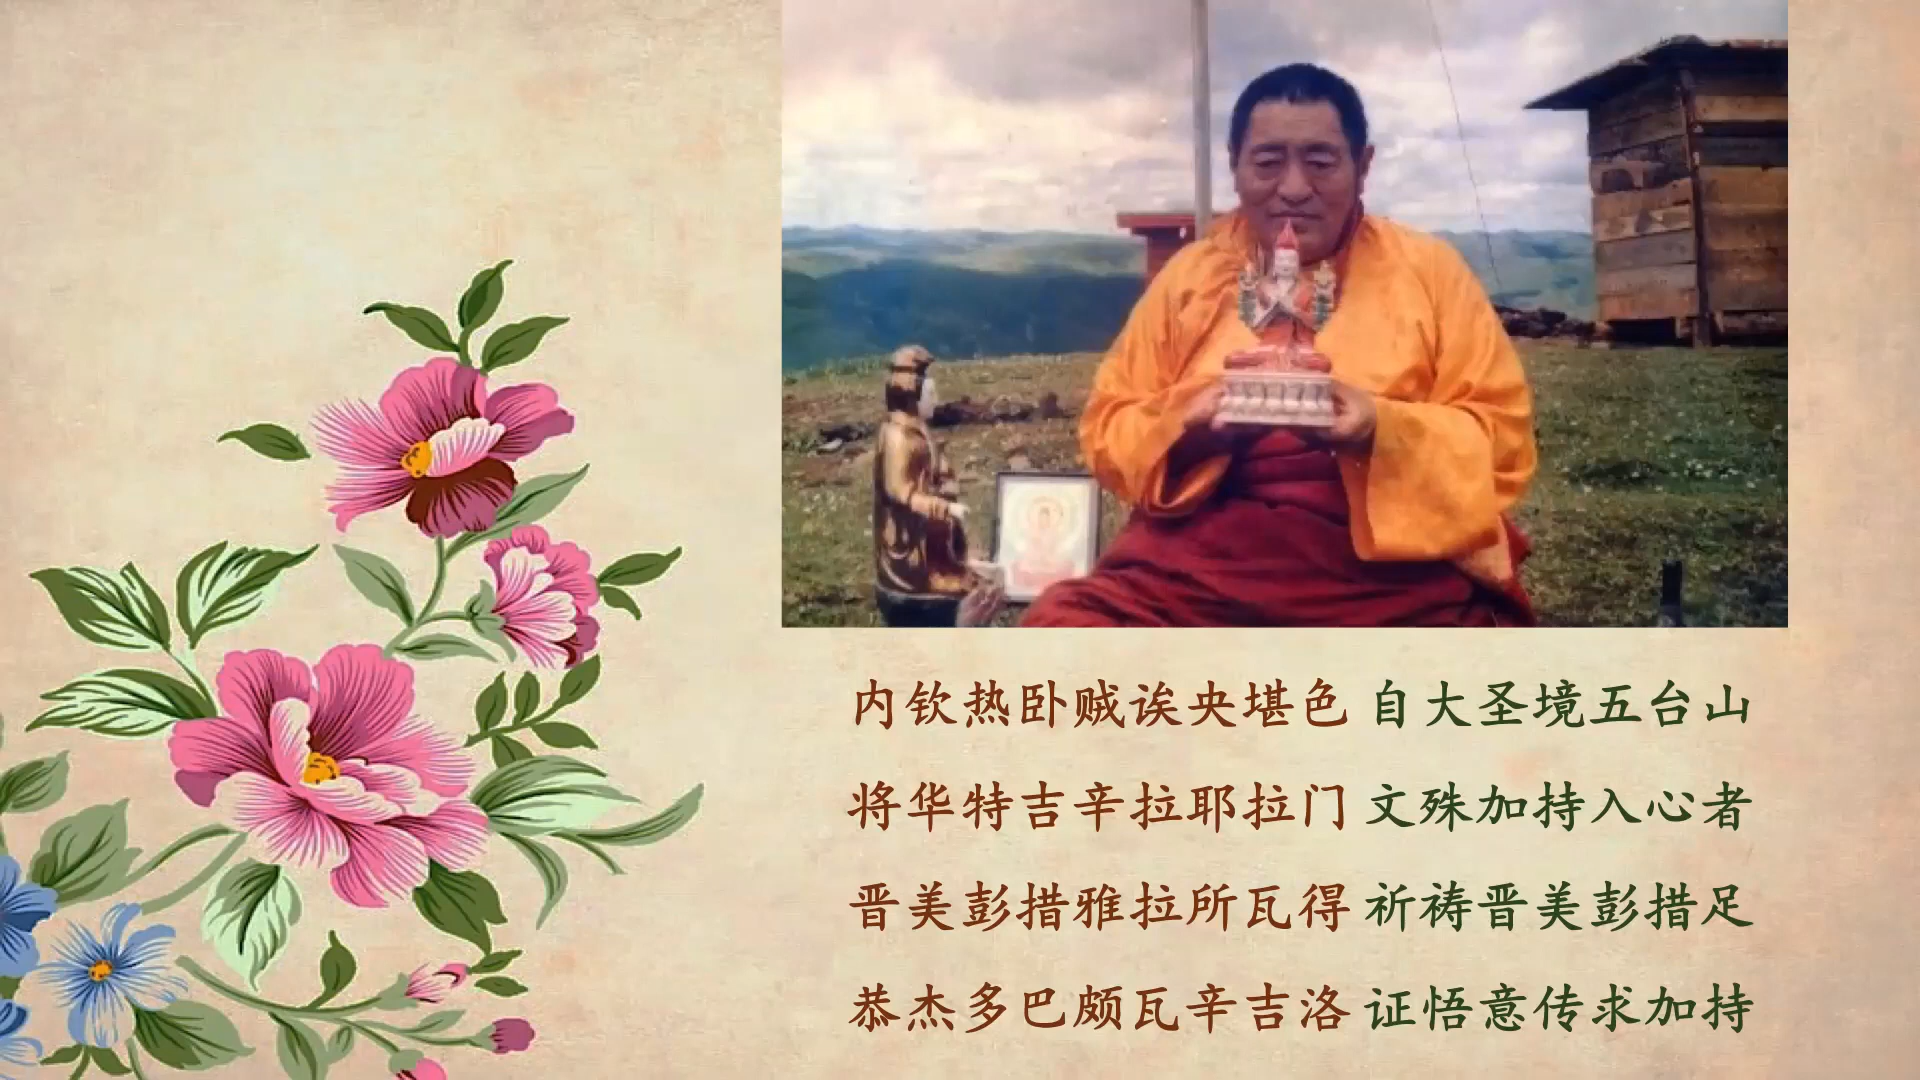 内钦热卧贼诶央堪色 自大圣境五台山
将华特吉辛拉耶拉门 文殊加持入心者
晋美彭措雅拉所瓦得 祈祷晋美彭措足
恭杰多巴颇瓦辛吉洛 证悟意传求加持